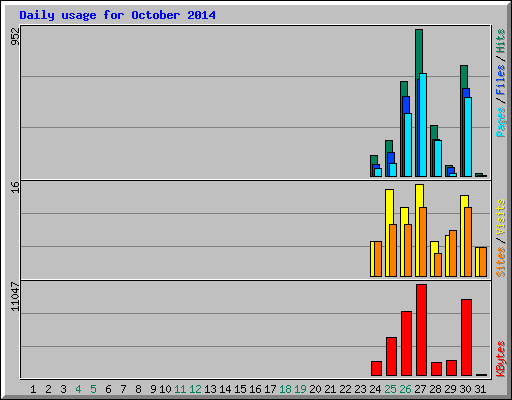 Daily usage for October 2014
952
Pages/Files/Hits
16
Sites/Visits
11047
KBytes
1 2 3 4 5 6 7 8 9 10 11 12 13 14 15 16 17 18 19 20 21 22 23 24 25 26 27 28 29 30 31